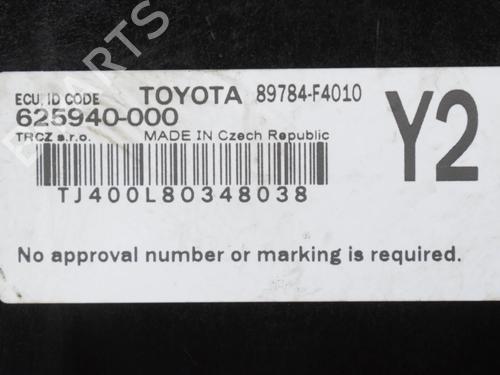 ECU, ID CODE TOYOTA 89784-F4010
625940-000
TRCZ s.r.o. MADE IN Czech Republic
Y2
TJ400L80348038
No approval number or marking is required.